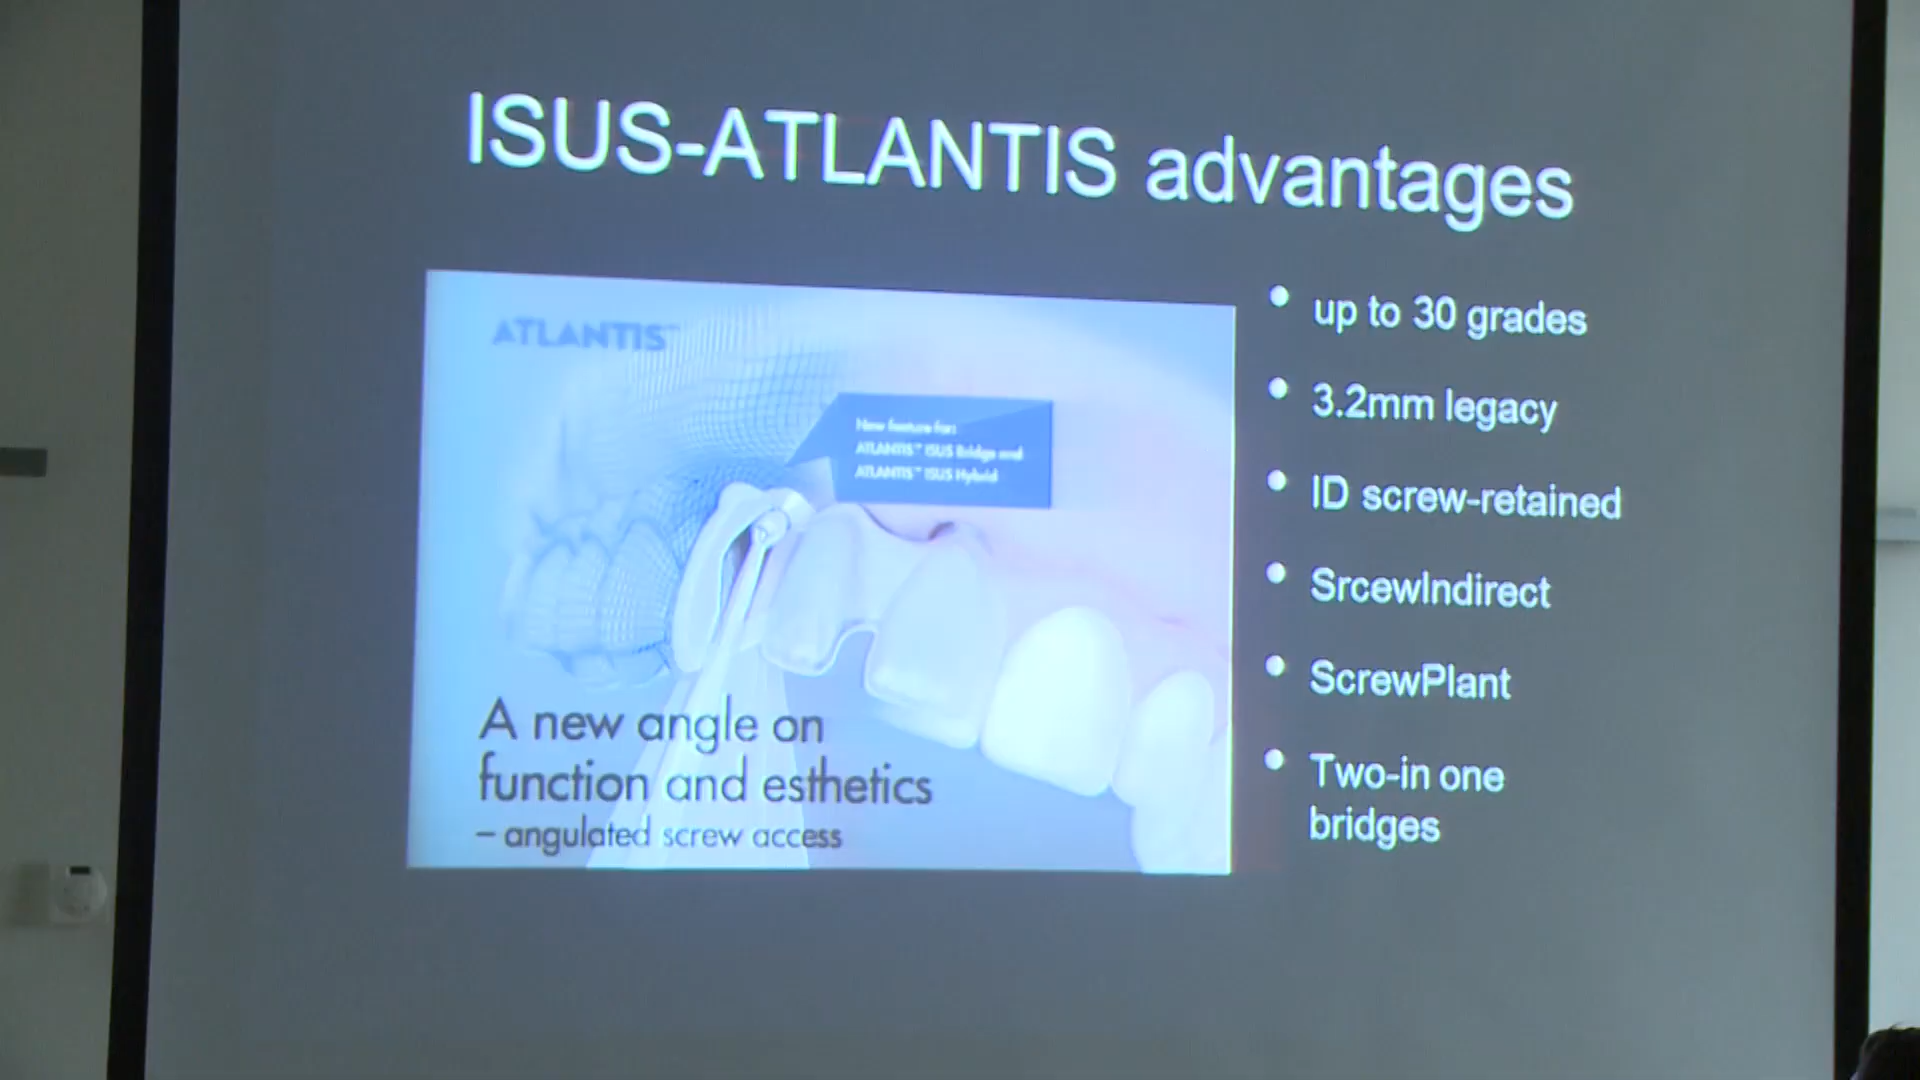 ISUS-ATLANTIS advantages
ATLANTIS™
New feature for:
ATLANTIS™ ISUS Bridge and
ATLANTIS™ ISUS Hybrid
A new angle on
function and esthetics
– angulated screw access
• up to 30 grades
• 3.2mm legacy
• ID screw-retained
• SrcewIndirect
• ScrewPlant
• Two-in one
bridges